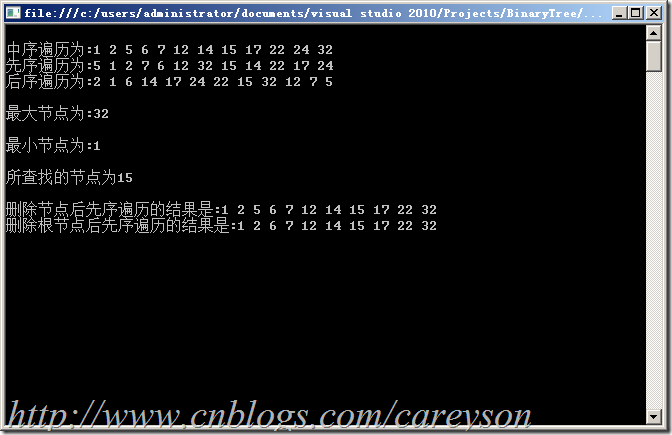 file:///c:/users/administrator/documents/visual studio 2010/Projects/BinaryTree/...
中序遍历为:1 2 5 6 7 12 14 15 17 22 24 32
先序遍历为:5 1 2 7 6 12 32 15 14 22 17 24
后序遍历为:2 1 6 14 17 24 22 15 32 12 7 5
最大节点为:32
最小节点为:1
所查找的节点为15
删除节点后先序遍历的结果是:1 2 5 6 7 12 14 15 17 22 32
删除根节点后先序遍历的结果是:1 2 6 7 12 14 15 17 22 32
http://www.cnblogs.com/careyson